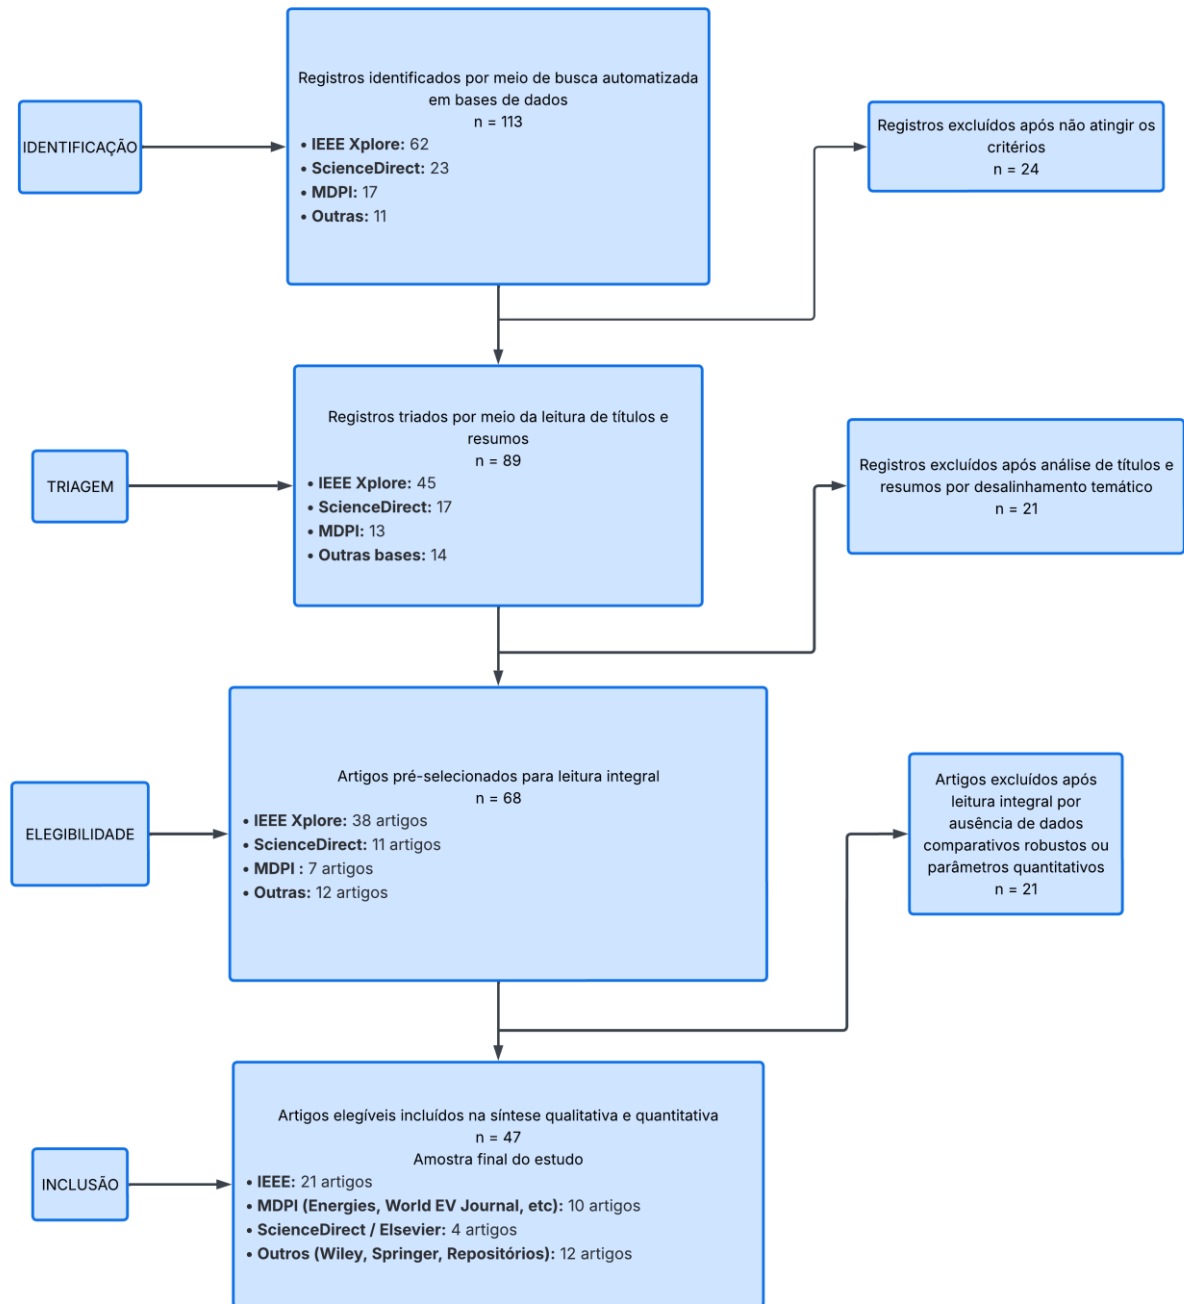 IDENTIFICAÇÃO
Registros identificados por meio de busca automatizada
em bases de dados
n = 113
• IEEE Xplore: 62
• ScienceDirect: 23
• MDPI: 17
• Outras: 11
Registros excluídos após não atingir os
critérios
n = 24
TRIAGEM
Registros triados por meio da leitura de títulos e
resumos
n = 89
• IEEE Xplore: 45
• ScienceDirect: 17
• MDPI: 13
• Outras bases: 14
Registros excluídos após análise de títulos e
resumos por desalinhamento temático
n = 21
ELEGIBILIDADE
Artigos pré-selecionados para leitura integral
n = 68
• IEEE Xplore: 38 artigos
• ScienceDirect: 11 artigos
• MDPI : 7 artigos
• Outras: 12 artigos
Artigos excluídos após
leitura integral por
ausência de dados
comparativos robustos ou
parâmetros quantitativos
n = 21
INCLUSÃO
Artigos elegíveis incluídos na síntese qualitativa e quantitativa
n = 47
Amostra final do estudo
• IEEE: 21 artigos
• MDPI (Energies, World EV Journal, etc): 10 artigos
• ScienceDirect / Elsevier: 4 artigos
• Outros (Wiley, Springer, Repositórios): 12 artigos